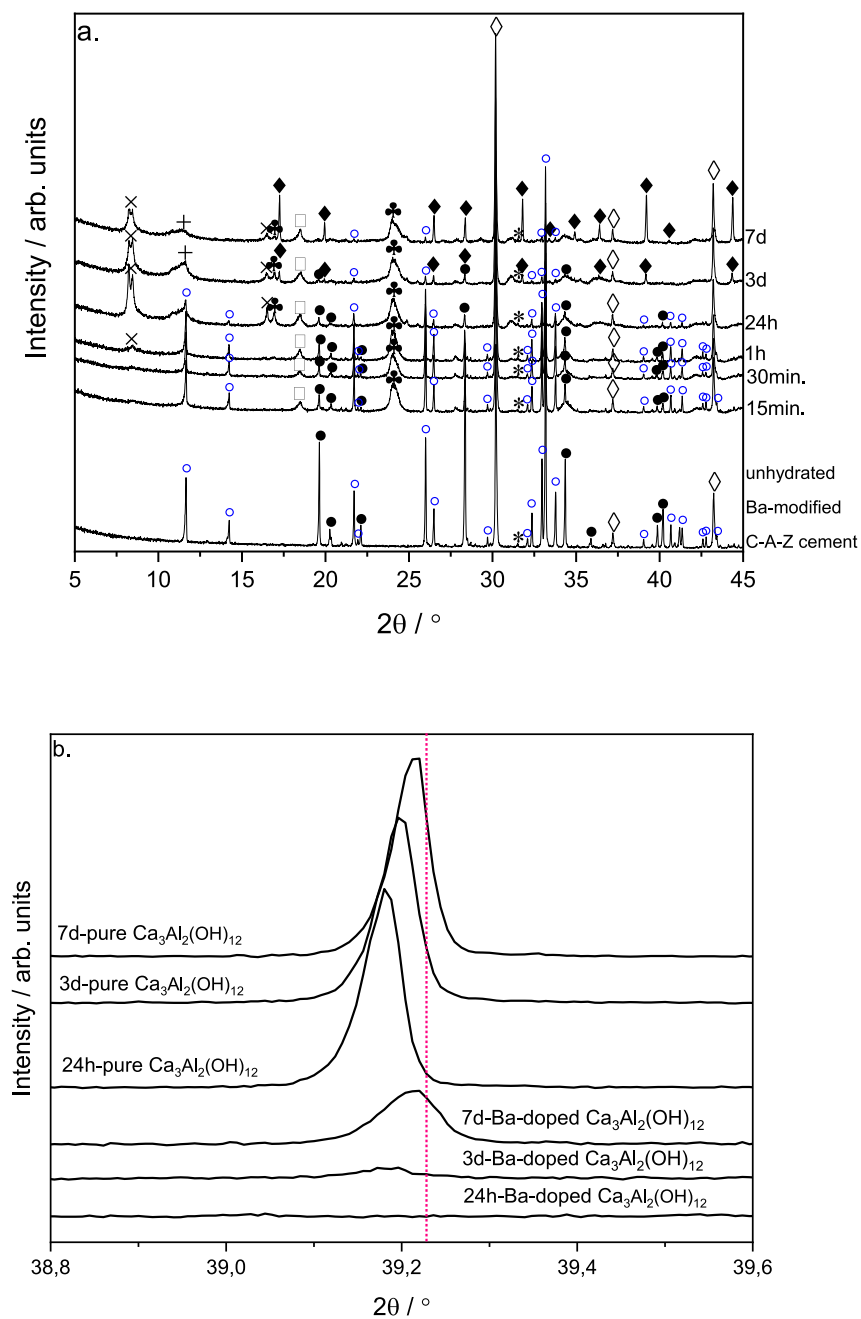 a.
Intensity / arb. units
7d
3d
24h
1h
30min.
15min.
unhydrated
Ba-modified
C-A-Z cement
5 10 15 20 25 30 35 40 45
2θ / °
b.
Intensity / arb. units
7d-pure Ca₃Al₂(OH)₁₂
3d-pure Ca₃Al₂(OH)₁₂
24h-pure Ca₃Al₂(OH)₁₂
7d-Ba-doped Ca₃Al₂(OH)₁₂
3d-Ba-doped Ca₃Al₂(OH)₁₂
24h-Ba-doped Ca₃Al₂(OH)₁₂
38,8 39,0 39,2 39,4 39,6
2θ / °